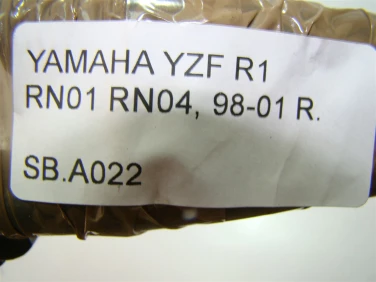 YAMAHA YZF R1
RN01 RN04, 98-01 R.
SB.A022